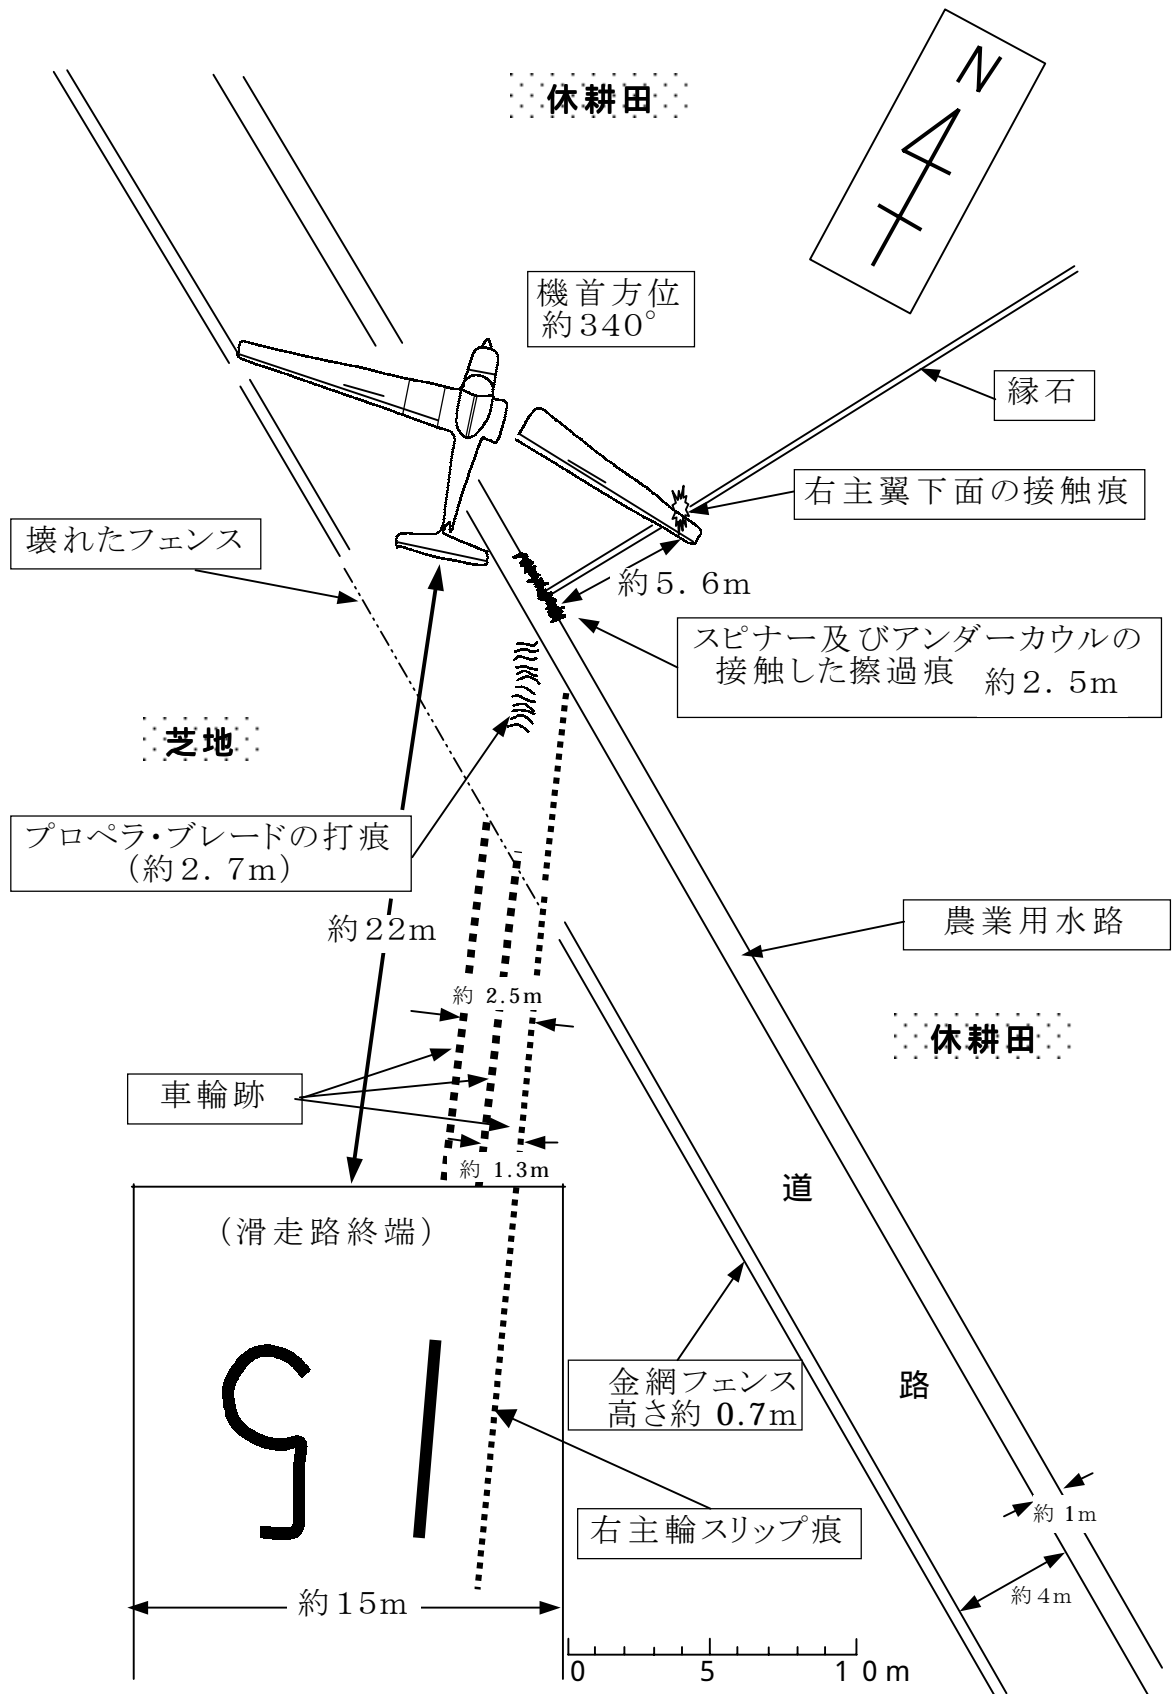 N
休耕田
機首方位
約340°
縁石
右主翼下面の接触痕
壊れたフェンス
約5.6m
スピナー及びアンダーカウルの
接触した擦過痕 約2.5m
芝地
プロペラ・ブレードの打痕
(約2.7m)
農業用水路
約22m
約 2.5m
休耕田
車輪跡
約 1.3m
道
(滑走路終端)
金網フェンス
高さ約 0.7m
路
15
約 1m
右主輪スリップ痕
約4m
約15m
0 5 10m